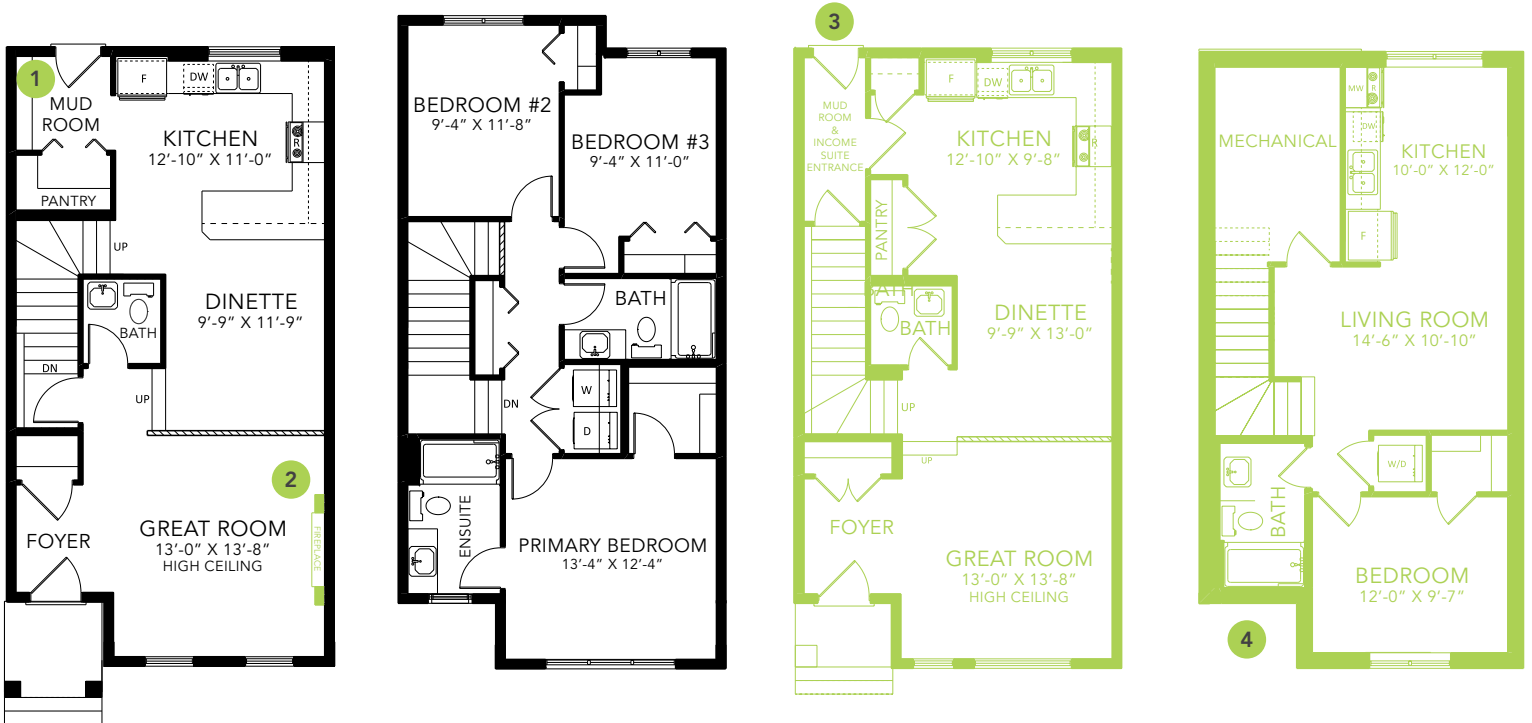 1
MUD
ROOM
PANTRY
F
DW
KITCHEN
12'-10" X 11'-0"
R
UP
BATH
DINETTE
9'-9" X 11'-9"
DN
UP
2
FOYER
GREAT ROOM
13'-0" X 13'-8"
HIGH CEILING
FIREPLACE
BEDROOM #2
9'-4" X 11'-8"
BEDROOM #3
9'-4" X 11'-0"
BATH
W
D
DN
ENSUITE
PRIMARY BEDROOM
13'-4" X 12'-4"
3
MUD
ROOM
&
INCOME
SUITE
ENTRANCE
F
DW
KITCHEN
12'-10" X 9'-8"
R
PANTRY
BATH
BATH
DINETTE
9'-9" X 13'-0"
UP
UP
FOYER
GREAT ROOM
13'-0" X 13'-8"
HIGH CEILING
MECHANICAL
MW
R
DW
KITCHEN
10'-0" X 12'-0"
F
LIVING ROOM
14'-6" X 10'-10"
W/D
BATH
BEDROOM
12'-0" X 9'-7"
4